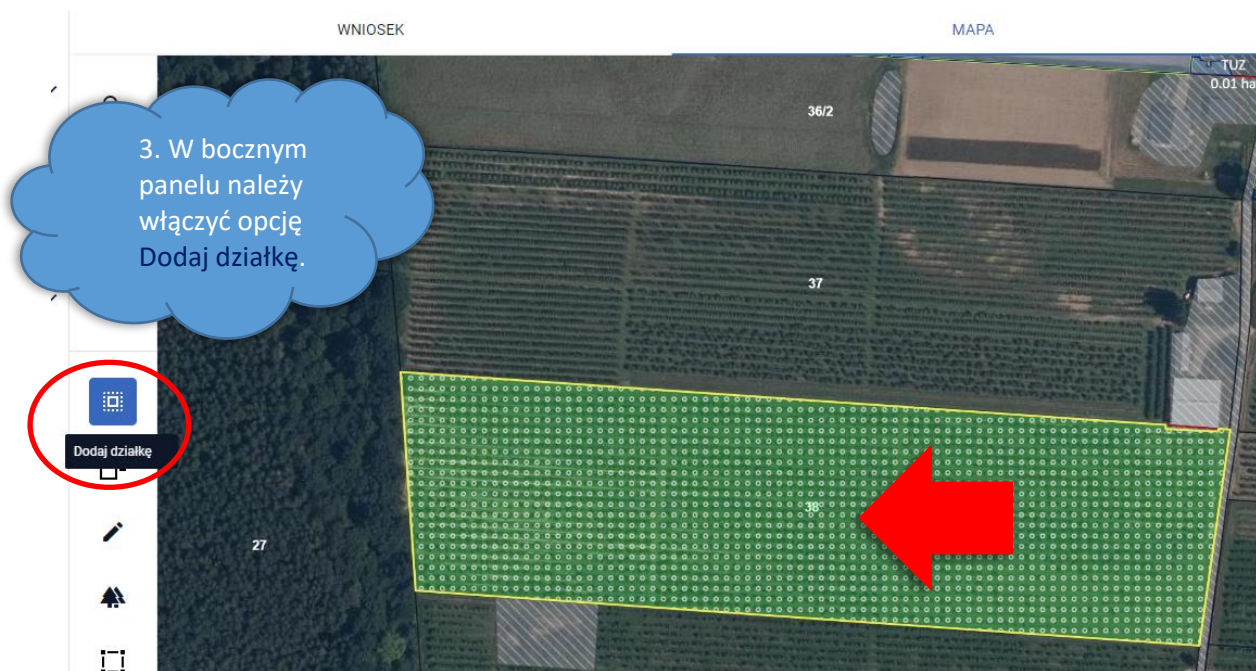 WNIOSEK
MAPA
TUZ
0.01 ha
36/2
3. W bocznym
panelu należy
włączyć opcję
Dodaj działkę.
37
Dodaj działkę
38
27